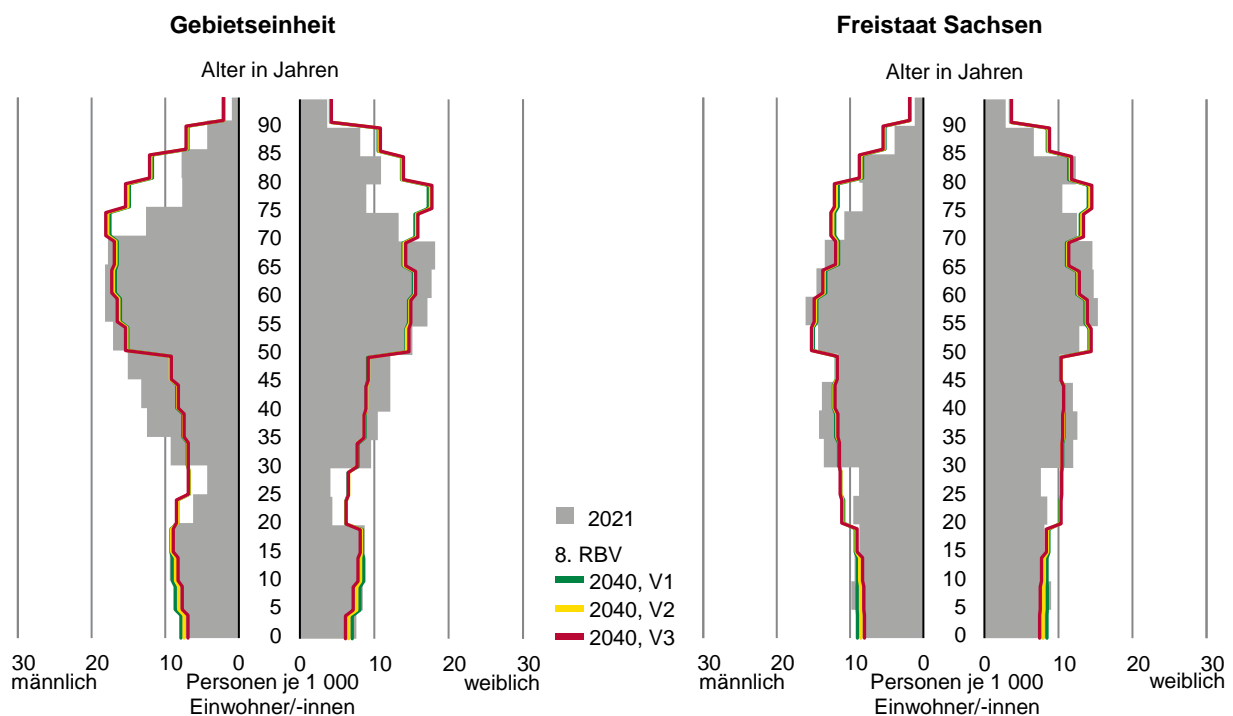 Gebietseinheit
Alter in Jahren
90
85
80
75
70
65
60
55
50
45
40
35
30
25
20
15
10
5
0
30 20 10 0 0 10 20 30
männlich Personen je 1 000 weiblich
Einwohner/-innen
2021
8. RBV
2040, V1
2040, V2
2040, V3
Freistaat Sachsen
Alter in Jahren
90
85
80
75
70
65
60
55
50
45
40
35
30
25
20
15
10
5
0
30 20 10 0 0 10 20 30
männlich Personen je 1 000 weiblich
Einwohner/-innen